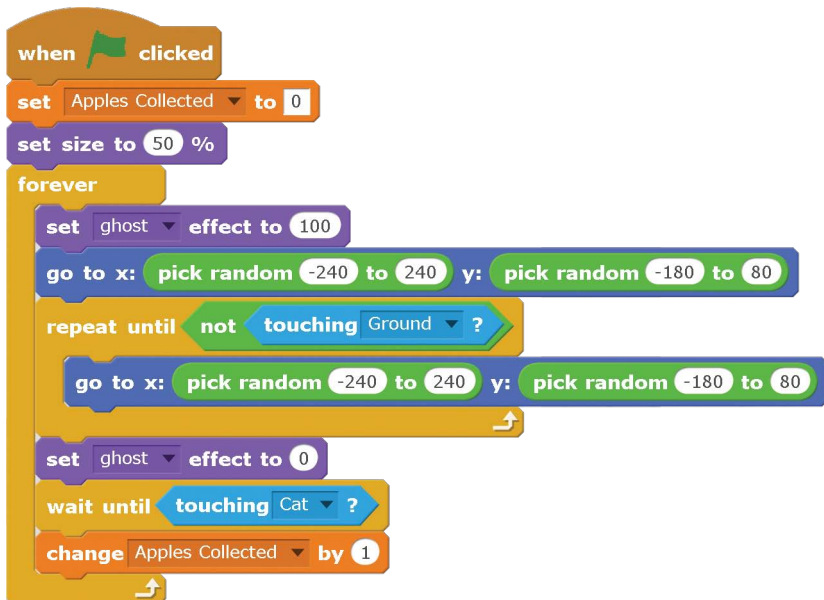 when clicked
set Apples Collected to 0
set size to 50 %
forever
set ghost effect to 100
go to x: pick random -240 to 240 y: pick random -180 to 80
repeat until not touching Ground ?
go to x: pick random -240 to 240 y: pick random -180 to 80
set ghost effect to 0
wait until touching Cat ?
change Apples Collected by 1